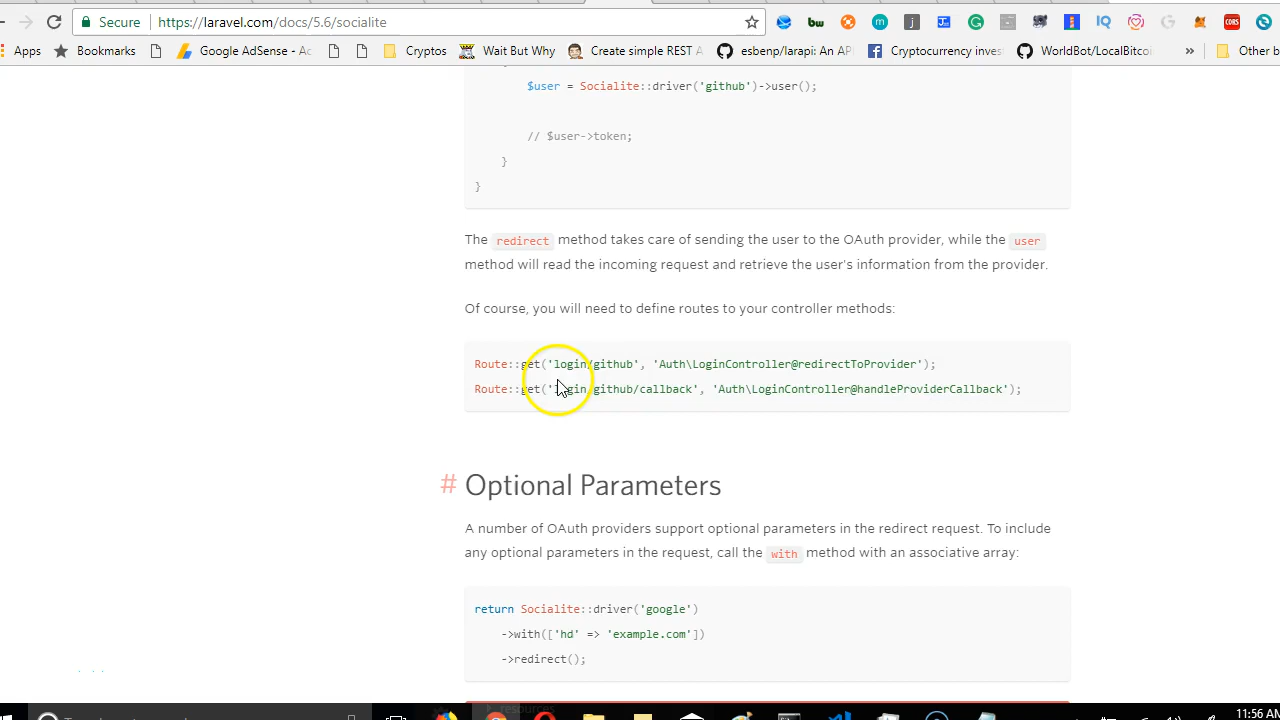 Secure https://laravel.com/docs/5.6/socialite
Apps Bookmarks Google AdSense - Ac Cryptos Wait But Why Create simple REST A esbenp/larapi: An API Cryptocurrency inves WorldBot/LocalBitcoi » Other b
$user = Socialite::driver('github')->user();
// $user->token;
}
}
The redirect method takes care of sending the user to the OAuth provider, while the user
method will read the incoming request and retrieve the user's information from the provider.
Of course, you will need to define routes to your controller methods:
Route::get('login/github', 'Auth\LoginController@redirectToProvider');
Route::get('login/github/callback', 'Auth\LoginController@handleProviderCallback');
# Optional Parameters
A number of OAuth providers support optional parameters in the redirect request. To include
any optional parameters in the request, call the with method with an associative array:
return Socialite::driver('google')
->with(['hd' => 'example.com'])
->redirect();
resources
11:56 AM